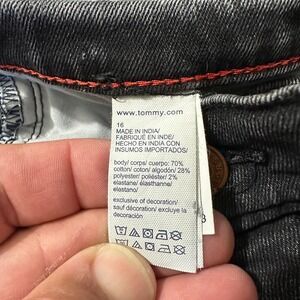 www.tommy.com
16
MADE IN INDIA/
FABRIQUÉ EN INDE/
HECHO EN INDIA CON
INSUMOS IMPORTADOS/
body/ corps/ cuerpo: 70%
cotton/ coton/ algodón/ 28%
polyester/ poliéster/ 2%
elastane/ élasthanne/
elastano/
exclusive of decoration/
sauf décoration/ excluye la
decoración